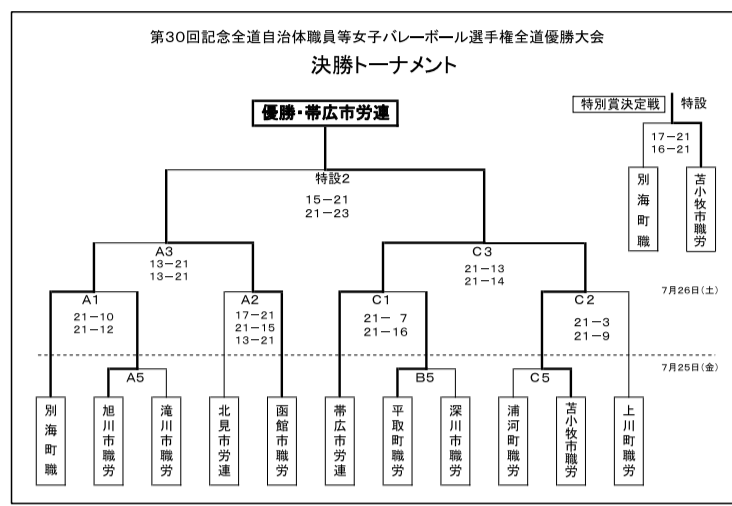 第30回記念全道自治体職員等女子バレーボール選手権全道優勝大会
決勝トーナメント
優勝・帯広市労連
特別賞決定戦 特設
17－21
16－21
別海町職
苫小牧市職労
特設2
15－21
21－23
A3
13－21
13－21
C3
21－13
21－14
7月26日(土)
A1
21－10
21－12
A2
17－21
21－15
13－21
C1
21－ 7
21－16
C2
21－3
21－9
7月25日(金)
A5
B5
C5
別海町職
旭川市職労
滝川市職労
北見市労連
函館市職労
帯広市労連
平取町職労
深川市職労
浦河町職労
苫小牧市職労
上川町職労